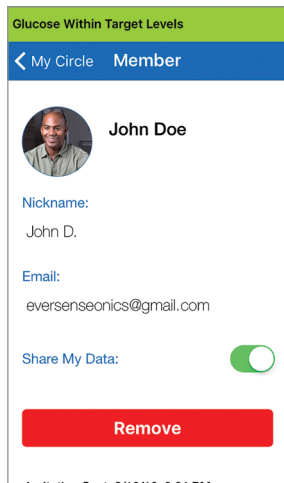 Glucose Within Target Levels
My Circle Member
John Doe
Nickname:
John D.
Email:
eversenseonics@gmail.com
Share My Data:
Remove